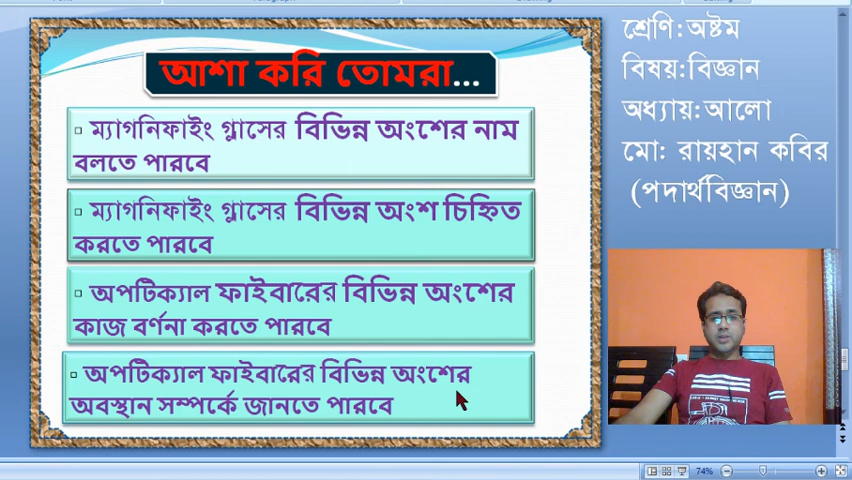 আশা করি তোমরা...
▫ ম্যাগনিফাইং গ্লাসের বিভিন্ন অংশের নাম
বলতে পারবে
▫ ম্যাগনিফাইং গ্লাসের বিভিন্ন অংশ চিহ্নিত
করতে পারবে
▫ অপটিক্যাল ফাইবারের বিভিন্ন অংশের
কাজ বর্ণনা করতে পারবে
▫ অপটিক্যাল ফাইবারের বিভিন্ন অংশের
অবস্থান সম্পর্কে জানতে পারবে
শ্রেণি:অষ্টম
বিষয়:বিজ্ঞান
অধ্যায়:আলো
মো: রায়হান কবির
(পদার্থবিজ্ঞান)
74%